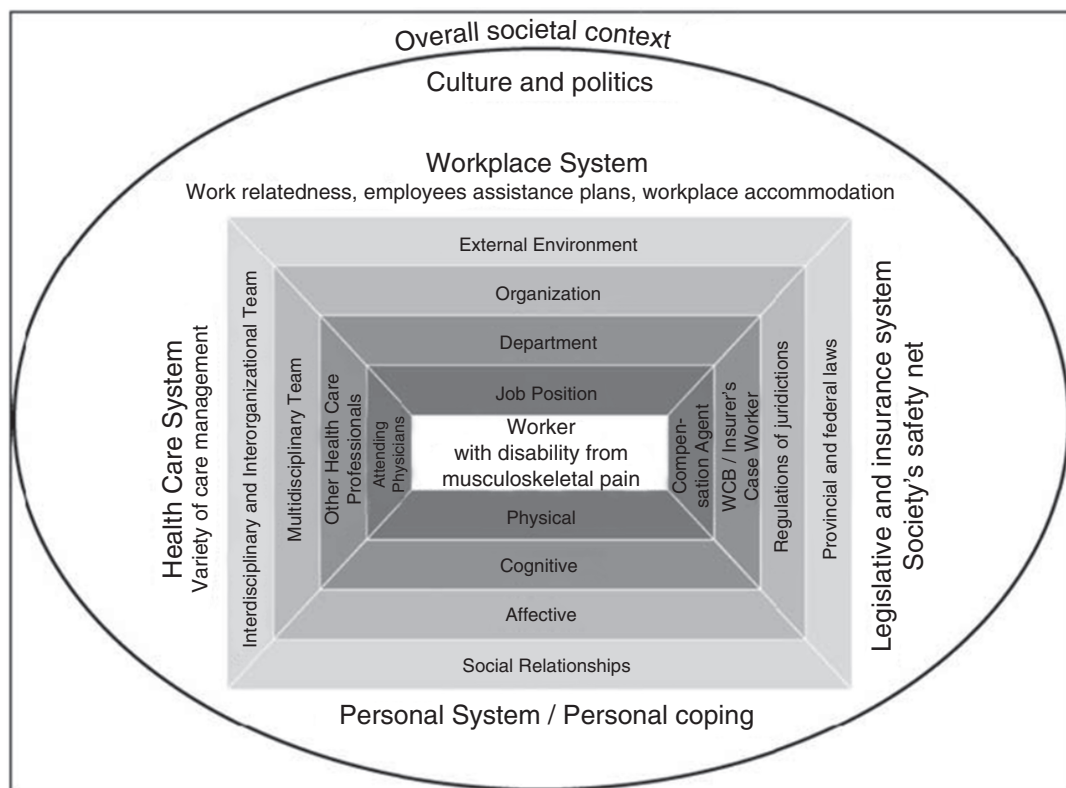 Overall societal context
Culture and politics
Workplace System
Work relatedness, employees assistance plans, workplace accommodation
External Environment
Organization
Department
Job Position
Health Care System
Variety of care management
Interdisciplinary and Interorganizational Team
Multidisciplinary Team
Other Health Care
Professionals
Attending
Physicians
Worker
with disability from
musculoskeletal pain
Compen-
sation Agent
WCB / Insurer's
Case Worker
Regulations of juridictions
Provincial and federal laws
Legislative and insurance system
Society's safety net
Physical
Cognitive
Affective
Social Relationships
Personal System / Personal coping